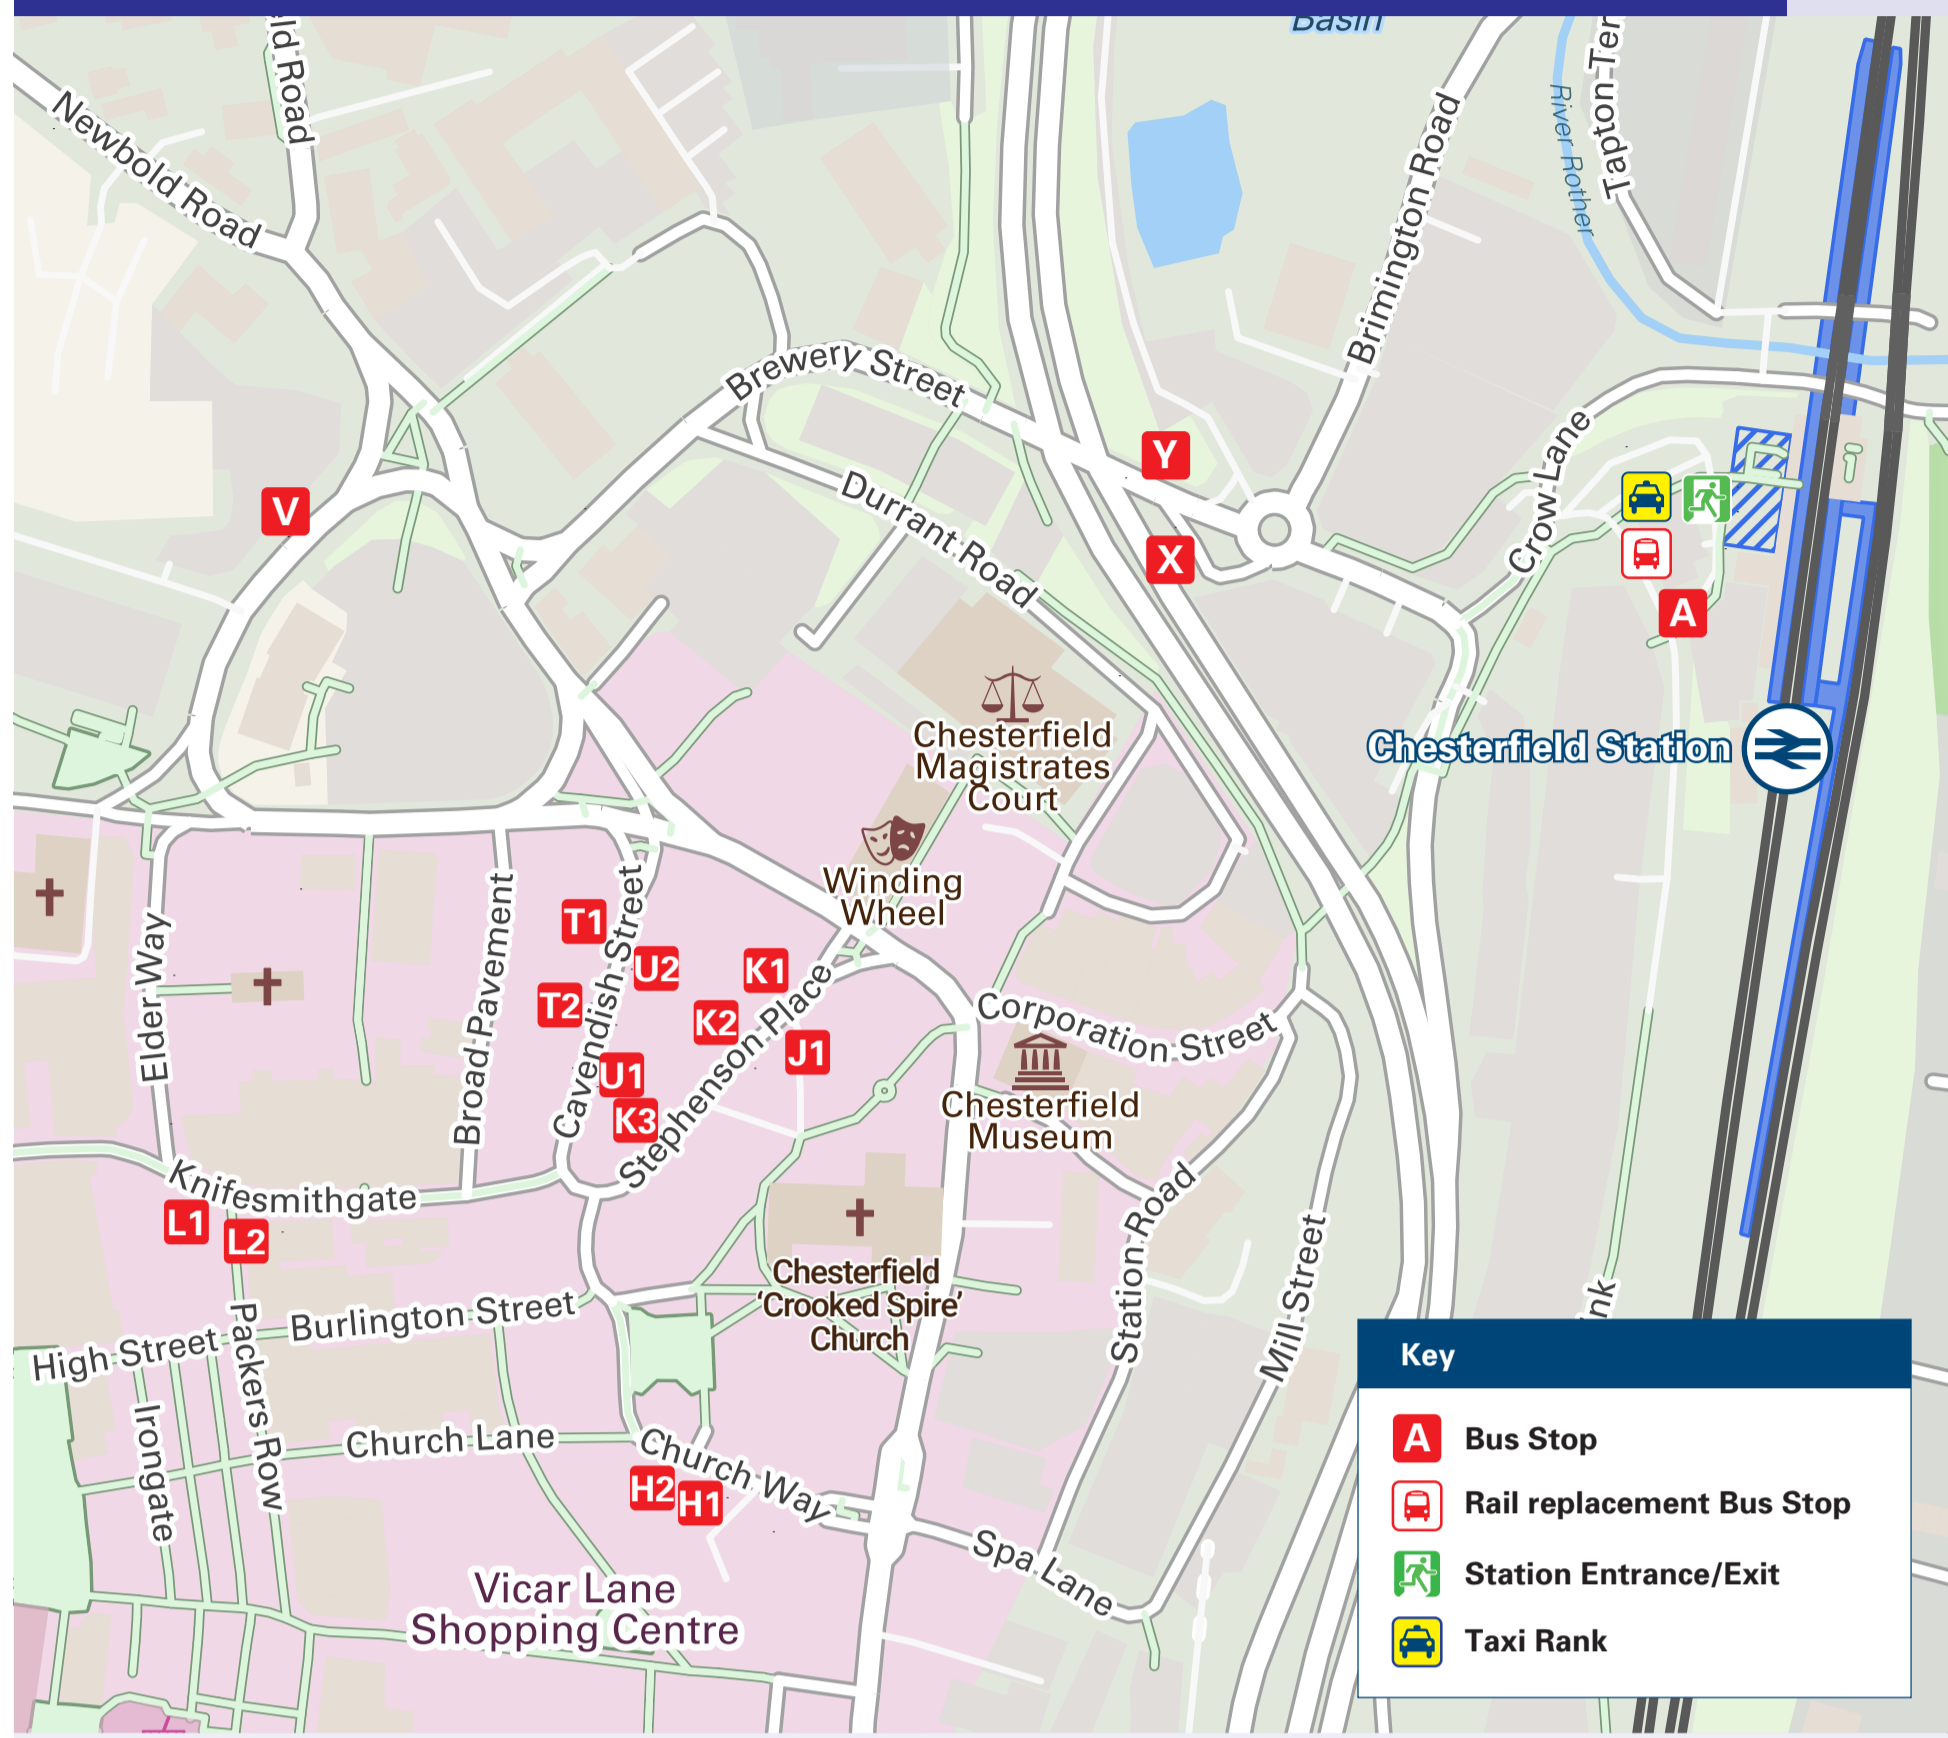 Basin
ld Road
Tapton Ter
Newbold Road
River Rother
Brimington Road
Brewery Street
Y
Crow Lane
V
Durrant Road
X
A
Chesterfield
Magistrates
Court
Chesterfield Station
Winding
Wheel
T1
Cavendish Street
U2
K1
Elder Way
Broad Pavement
T2
K2
Stephenson Place
J1
Corporation Street
U1
K3
Chesterfield
Museum
Knifesmithgate
L1
L2
Station Road
Mill Street
Chesterfield
‘Crooked Spire’
Church
nk
High Street
Burlington Street
Packers Row
Irongate
Church Lane
Church Way
H2
H1
Spa Lane
Vicar Lane
Shopping Centre
Key
A
Bus Stop
Rail replacement Bus Stop
Station Entrance/Exit
Taxi Rank